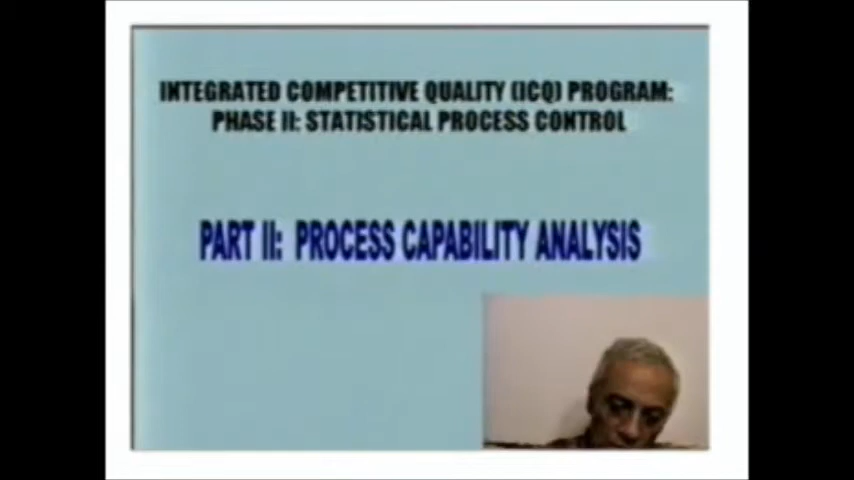 INTEGRATED COMPETITIVE QUALITY (ICQ) PROGRAM:
PHASE II: STATISTICAL PROCESS CONTROL
PART II: PROCESS CAPABILITY ANALYSIS